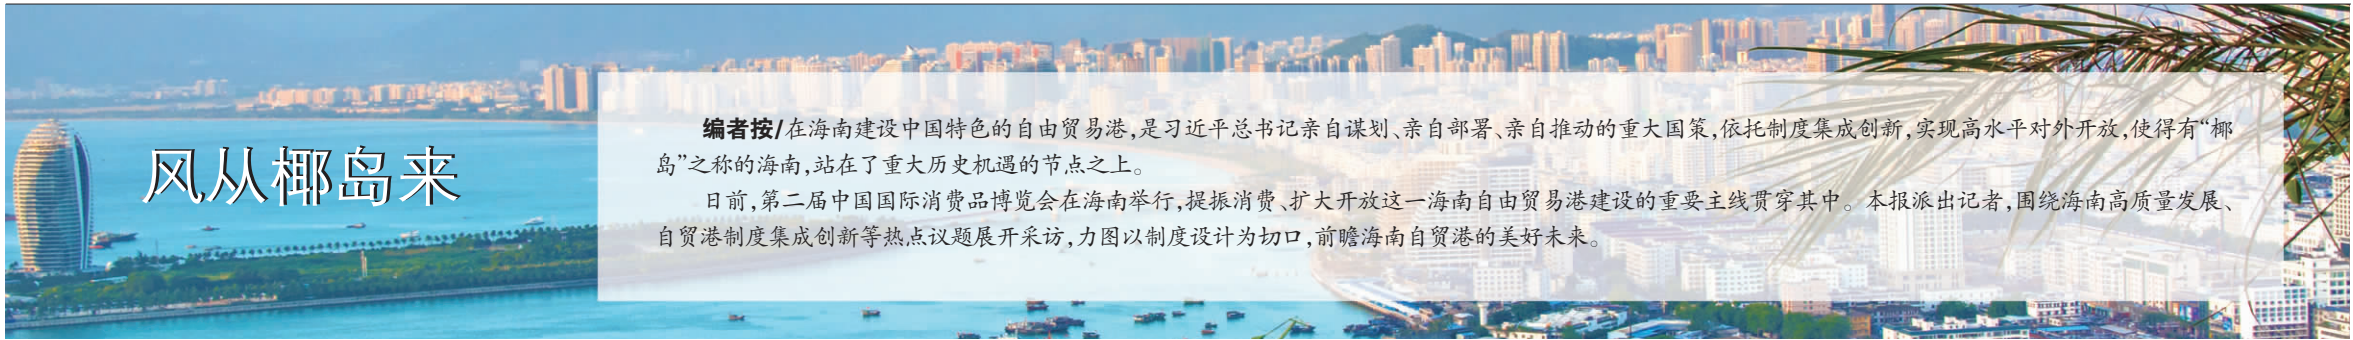 风从椰岛来
编者按/在海南建设中国特色的自由贸易港,是习近平总书记亲自谋划、亲自部署、亲自推动的重大国策,依托制度集成创新,实现高水平对外开放,使得有“椰
岛”之称的海南,站在了重大历史机遇的节点之上。
日前,第二届中国国际消费品博览会在海南举行,提振消费、扩大开放这一海南自由贸易港建设的重要主线贯穿其中。本报派出记者,围绕海南高质量发展、
自贸港制度集成创新等热点议题展开采访,力图以制度设计为切口,前瞻海南自贸港的美好未来。